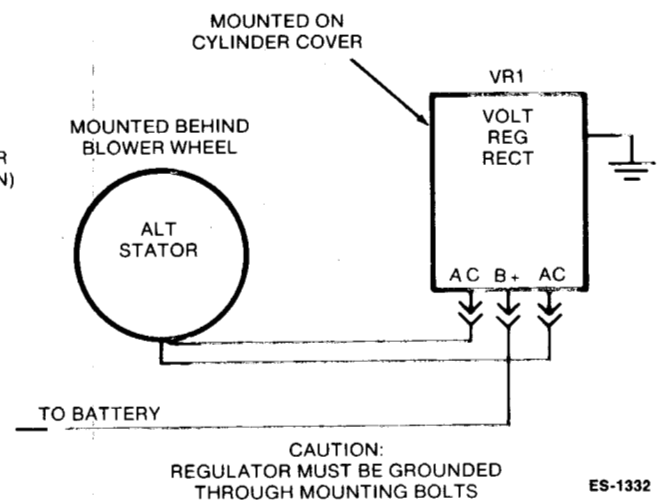 MOUNTED ON
CYLINDER COVER
VR1
VOLT
REG
RECT
MOUNTED BEHIND
BLOWER WHEEL
R
N)
ALT
STATOR
AC B+ AC
TO BATTERY
CAUTION:
REGULATOR MUST BE GROUNDED
THROUGH MOUNTING BOLTS
ES-1332